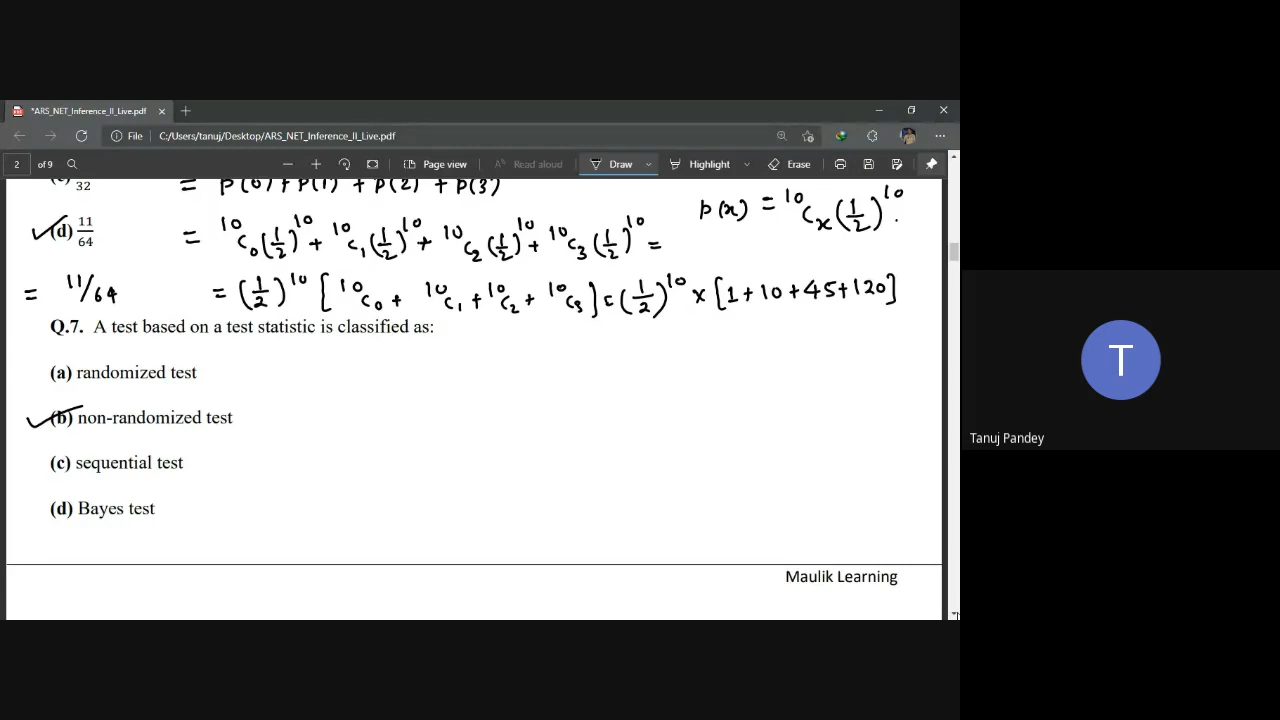 *ARS_NET_Inference_II_Live.pdf
File C:/Users/tanuj/Desktop/ARS_NET_Inference_II_Live.pdf
2 of 9 Page view Read aloud Draw Highlight Erase
32 = P(0) + P(1) + P(2) + P(3)
p(x) = ¹⁰Cₓ(1/2)¹⁰
(d) 11/64 = ¹⁰C₀(1/2)¹⁰ + ¹⁰C₁(1/2)¹⁰ + ¹⁰C₂(1/2)¹⁰ + ¹⁰C₃(1/2)¹⁰ =
= 11/64 = (1/2)¹⁰ [¹⁰C₀ + ¹⁰C₁ + ¹⁰C₂ + ¹⁰C₃] = (1/2)¹⁰ × [1+10+45+120]
Q.7. A test based on a test statistic is classified as:
(a) randomized test
(b) non-randomized test
(c) sequential test
(d) Bayes test
Maulik Learning
T
Tanuj Pandey